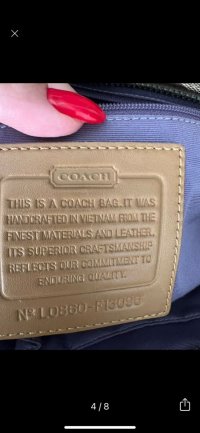 COACH
THIS IS A COACH BAG. IT WAS
HANDCRAFTED IN VIETNAM FROM THE
FINEST MATERIALS AND LEATHER.
ITS SUPERIOR CRAFTSMANSHIP
REFLECTS OUR COMMITMENT TO
ENDURING QUALITY.
4 / 8